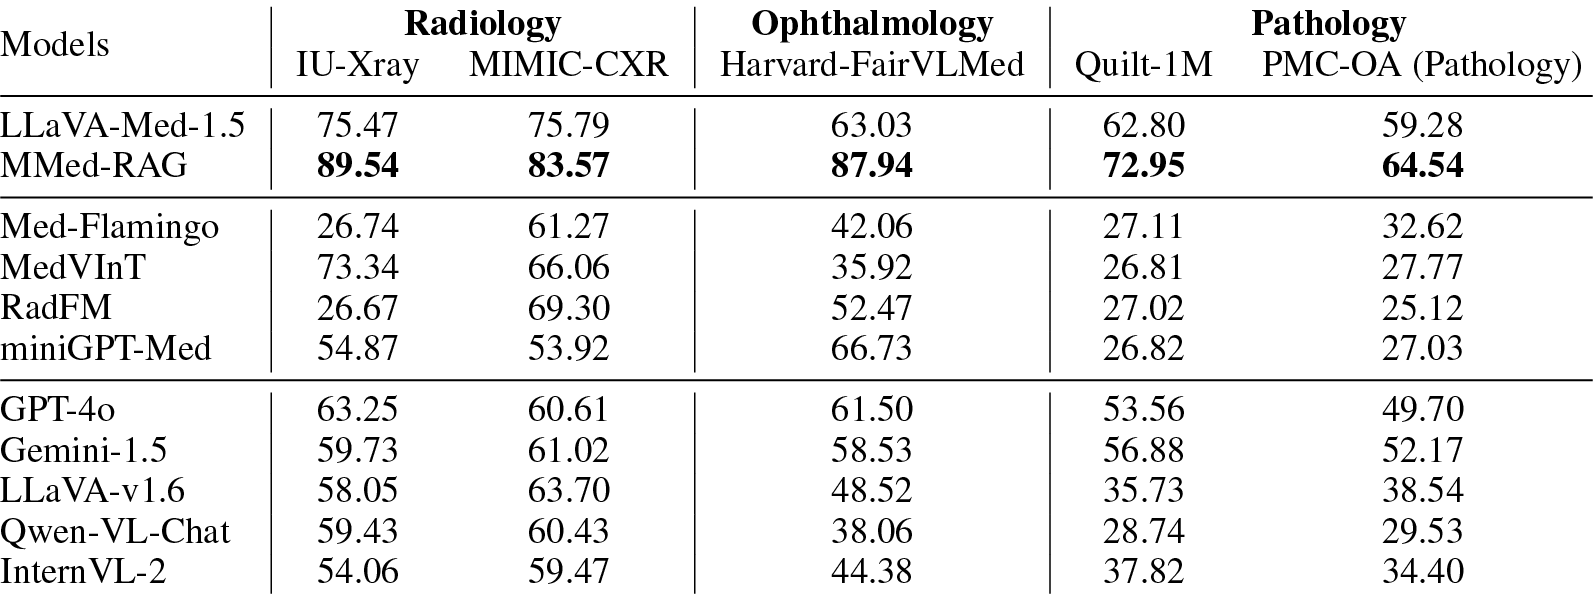 Models Radiology Ophthalmology Pathology
IU-Xray MIMIC-CXR Harvard-FairVLMed Quilt-1M PMC-OA (Pathology)
LLaVA-Med-1.5 75.47 75.79 63.03 62.80 59.28
MMed-RAG 89.54 83.57 87.94 72.95 64.54
Med-Flamingo 26.74 61.27 42.06 27.11 32.62
MedVInT 73.34 66.06 35.92 26.81 27.77
RadFM 26.67 69.30 52.47 27.02 25.12
miniGPT-Med 54.87 53.92 66.73 26.82 27.03
GPT-4o 63.25 60.61 61.50 53.56 49.70
Gemini-1.5 59.73 61.02 58.53 56.88 52.17
LLaVA-v1.6 58.05 63.70 48.52 35.73 38.54
Qwen-VL-Chat 59.43 60.43 38.06 28.74 29.53
InternVL-2 54.06 59.47 44.38 37.82 34.40